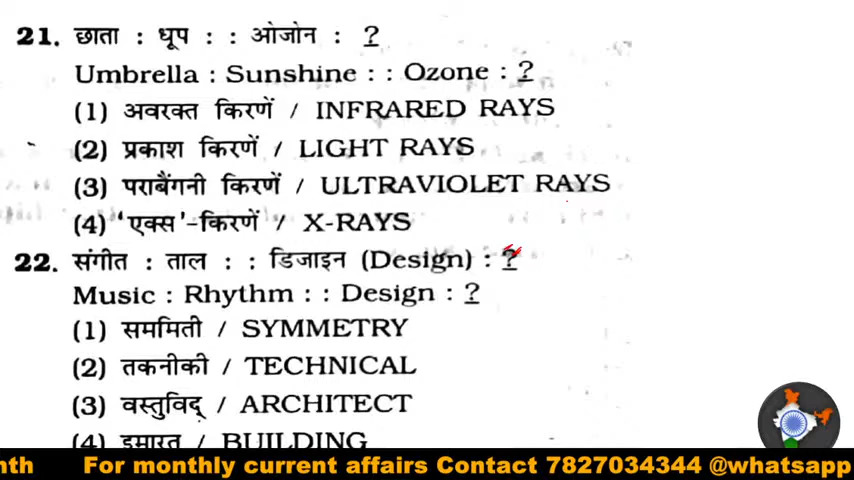 21. छाता : धूप : : ओजोन : ?
Umbrella : Sunshine : : Ozone : ?
(1) अवरक्त किरणें / INFRARED RAYS
(2) प्रकाश किरणें / LIGHT RAYS
(3) पराबैंगनी किरणें / ULTRAVIOLET RAYS
(4) ‘एक्स’-किरणें / X-RAYS
22. संगीत : ताल : : डिजाइन (Design) : ?
Music : Rhythm : : Design : ?
(1) सममिती / SYMMETRY
(2) तकनीकी / TECHNICAL
(3) वस्तुविद् / ARCHITECT
(4) इमारत / BUILDING
For monthly current affairs Contact 7827034344 @whatsapp